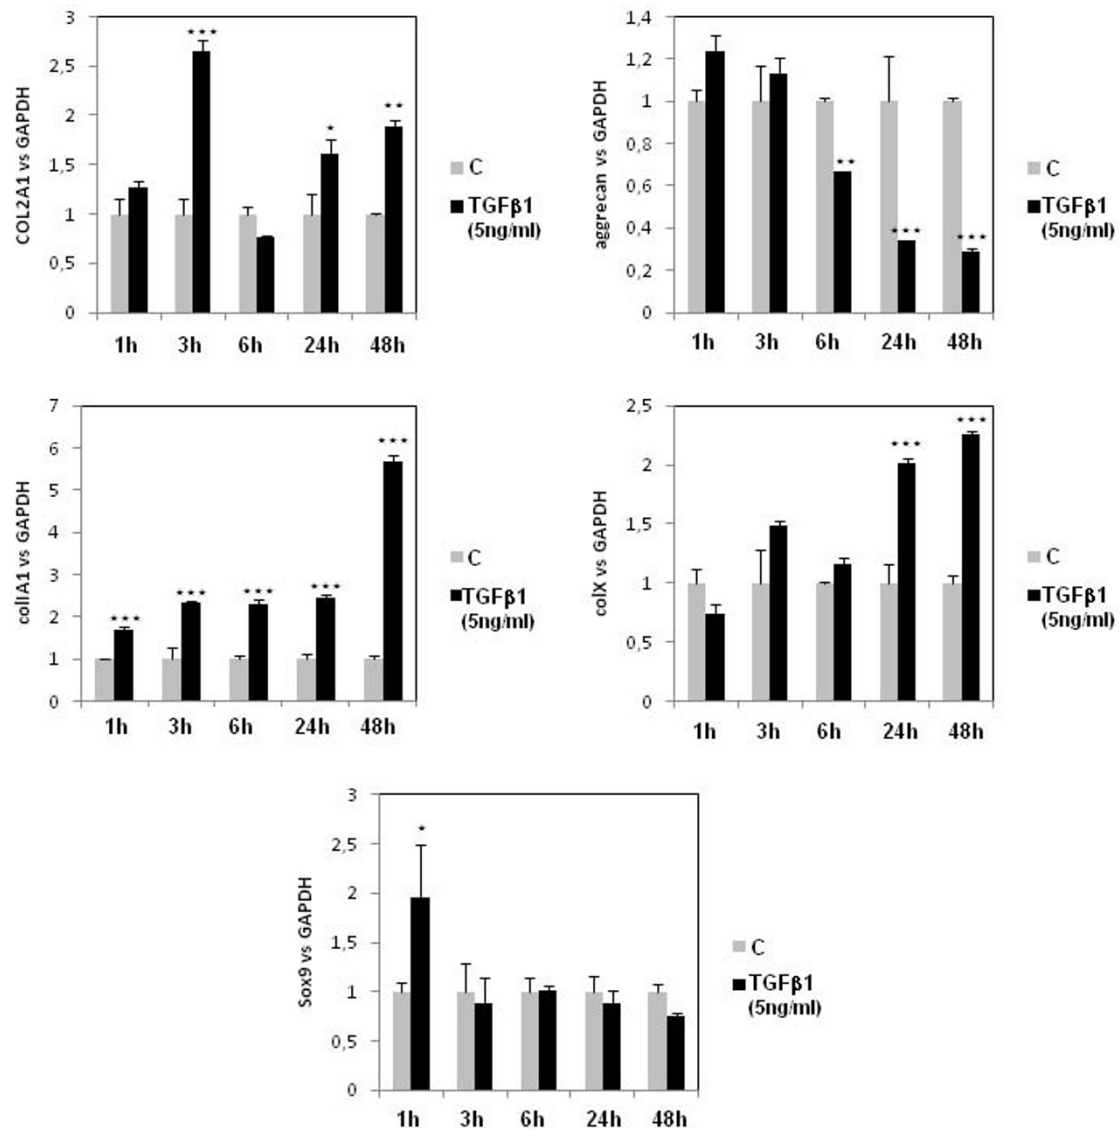 COL2A1 vs GAPDH
3
2,5
2
1,5
1
0,5
0
★★★
★
★★
1h 3h 6h 24h 48h
C
TGFβ1
(5ng/ml)
aggrecan vs GAPDH
1,4
1,2
1
0,8
0,6
0,4
0,2
0
★★
★★★
★★★
1h 3h 6h 24h 48h
C
TGFβ1
(5ng/ml)
colIA1 vs GAPDH
7
6
5
4
3
2
1
0
★★★
★★★
★★★
★★★
★★★
1h 3h 6h 24h 48h
C
TGFβ1
(5ng/ml)
colX vs GAPDH
2,5
2
1,5
1
0,5
0
★★★
★★★
1h 3h 6h 24h 48h
C
TGFβ1
(5ng/ml)
Sox9 vs GAPDH
3
2,5
2
1,5
1
0,5
0
★
1h 3h 6h 24h 48h
C
TGFβ1
(5ng/ml)